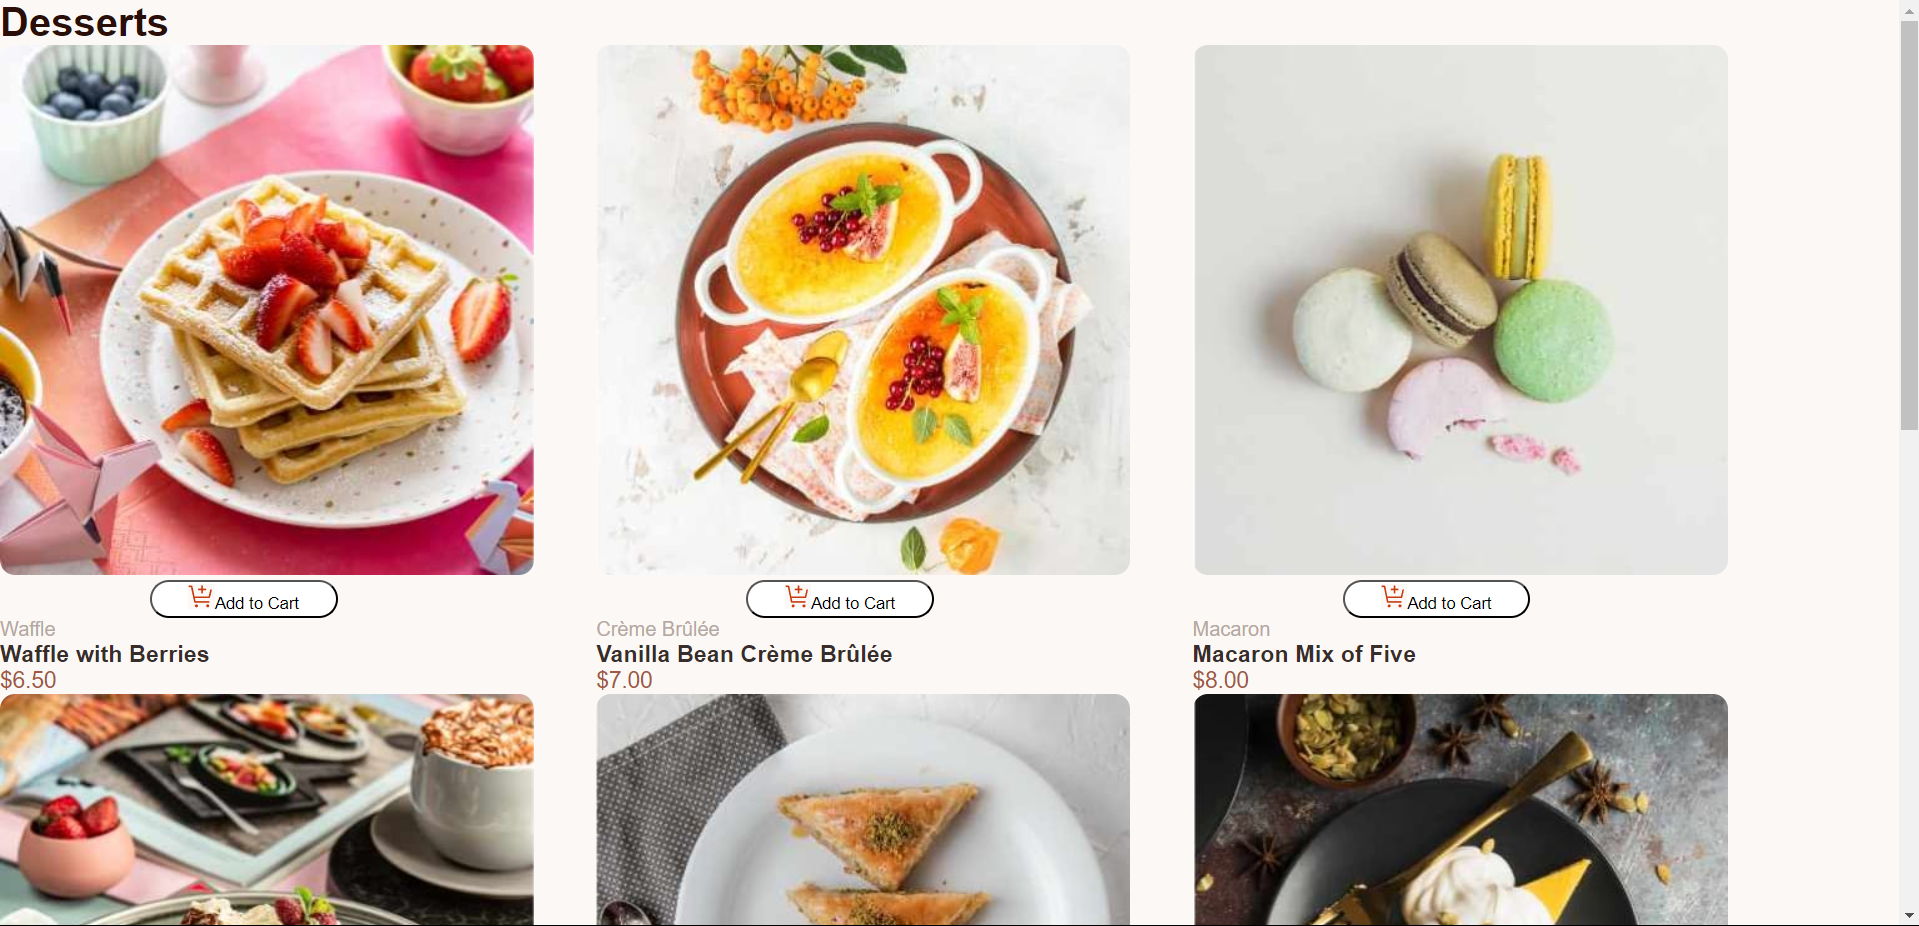 Desserts
Add to Cart
Add to Cart
Add to Cart
Waffle
Crème Brûlée
Macaron
Waffle with Berries
Vanilla Bean Crème Brûlée
Macaron Mix of Five
$6.50
$7.00
$8.00